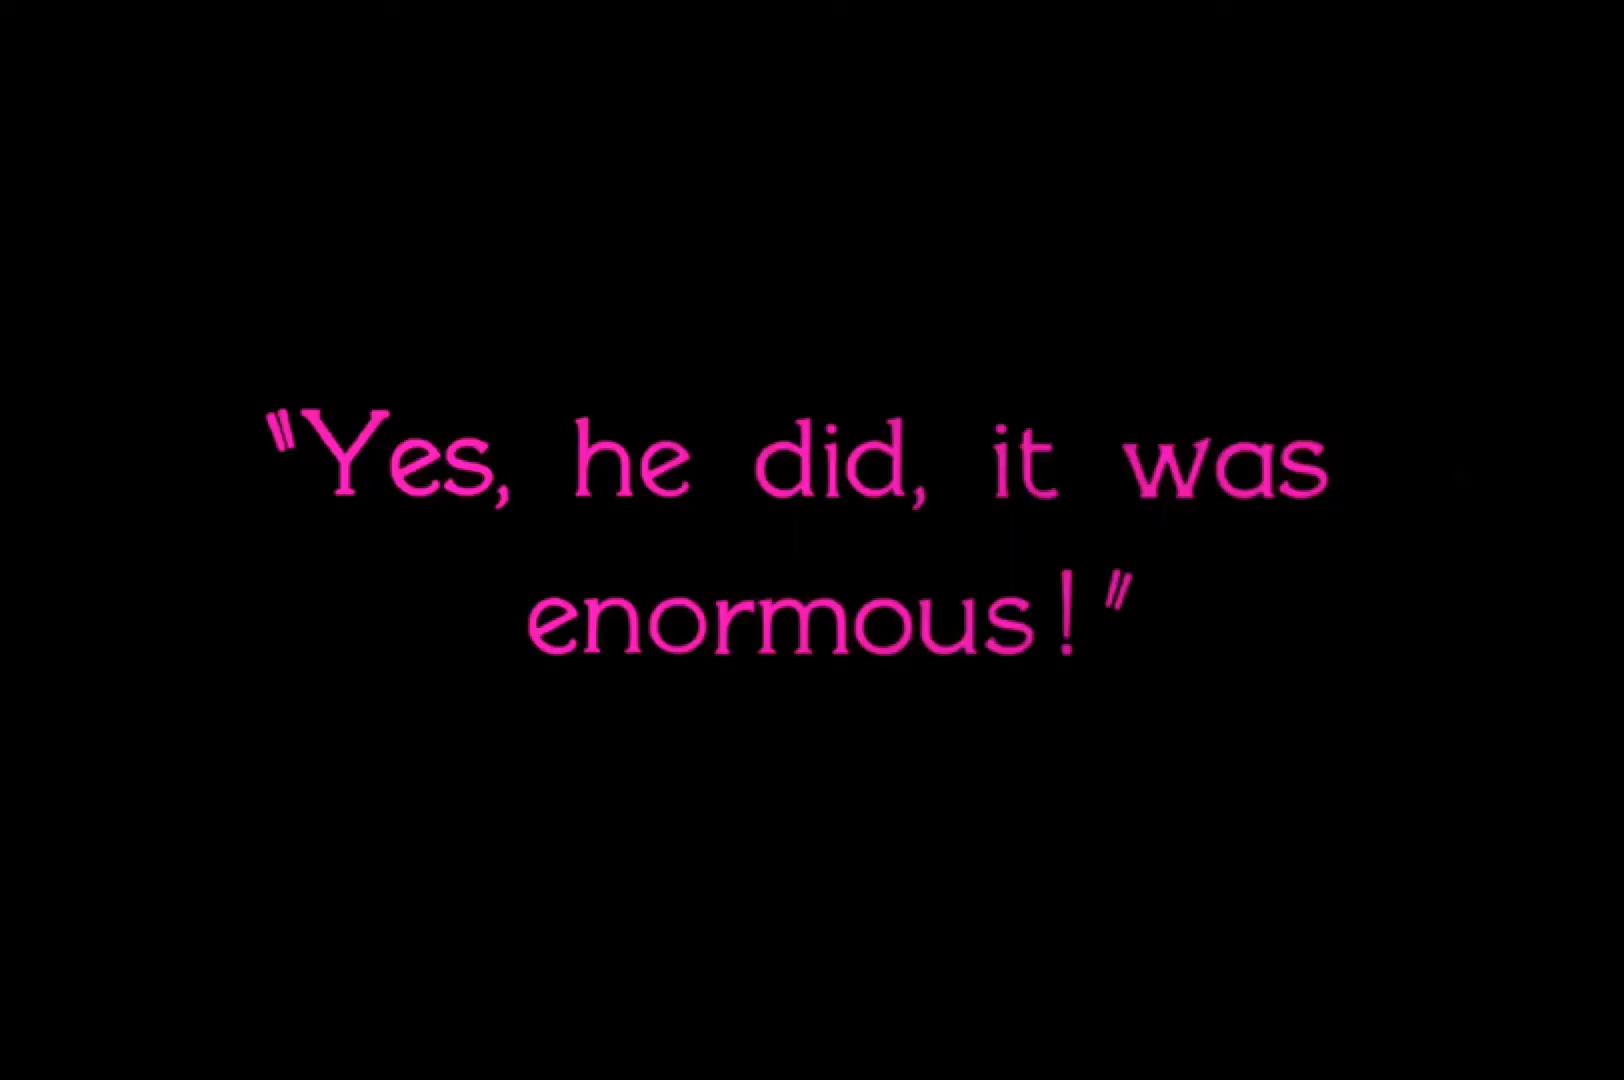 "Yes, he did, it was
enormous!"